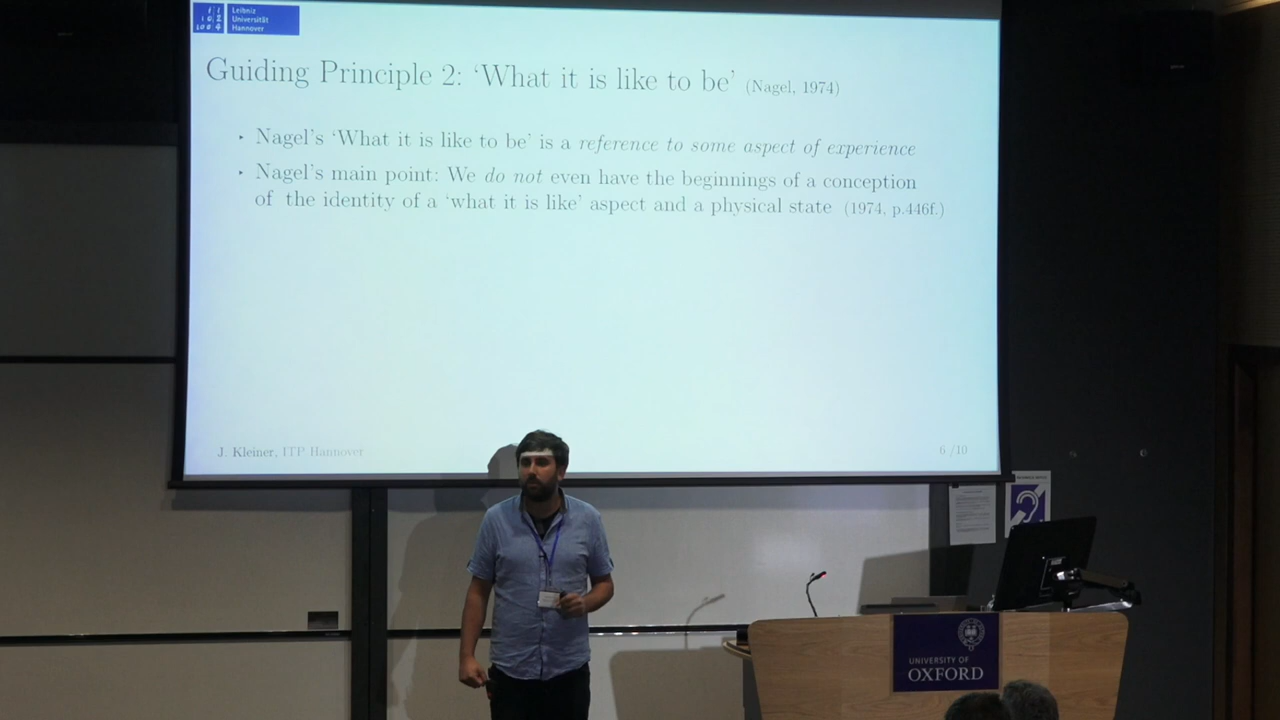 Leibniz
Universität
Hannover
Guiding Principle 2: ‘What it is like to be’ (Nagel, 1974)
‣ Nagel's ‘What it is like to be’ is a reference to some aspect of experience
‣ Nagel's main point: We do not even have the beginnings of a conception
of the identity of a ‘what it is like’ aspect and a physical state (1974, p.446f.)
J. Kleiner, ITP Hannover
6 /10
UNIVERSITY OF
OXFORD